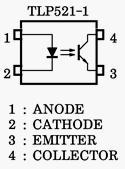 TLP521-1
1 4
2 3
1 : ANODE
2 : CATHODE
3 : EMITTER
4 : COLLECTOR